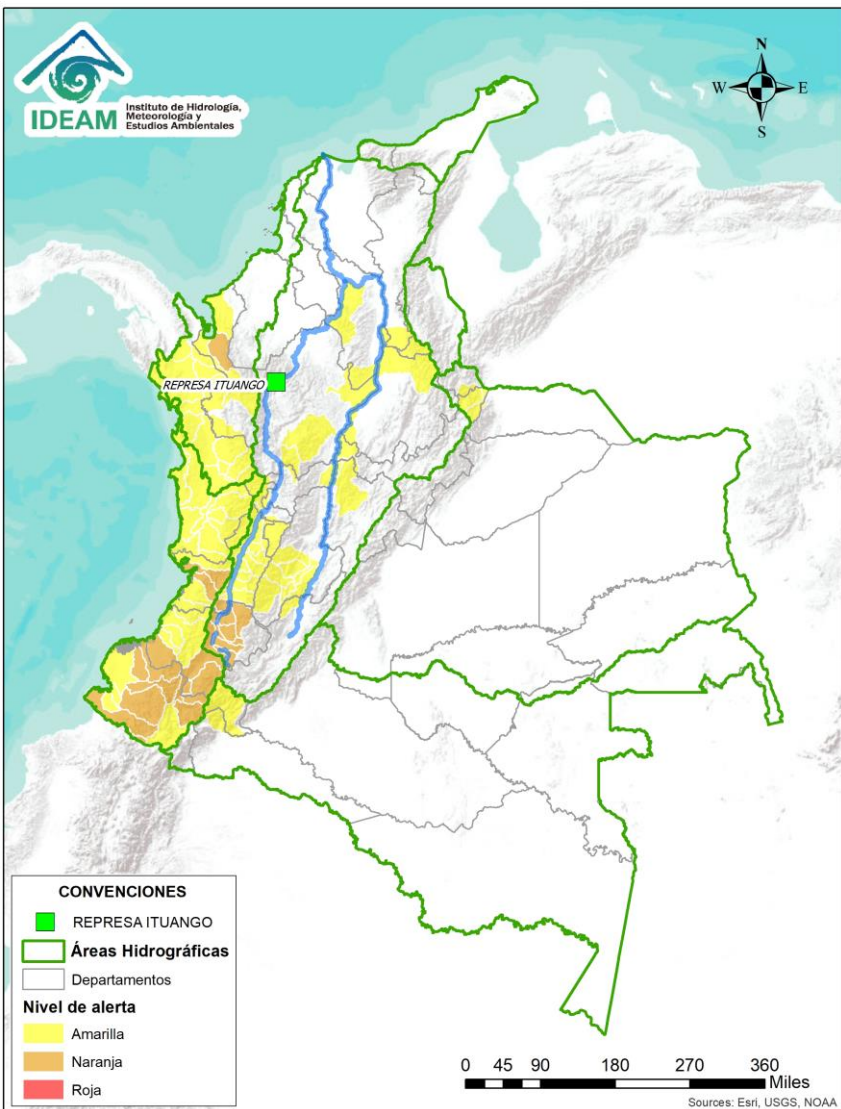 IDEAM
Instituto de Hidrología,
Meteorología y
Estudios Ambientales
N
W
E
S
REPRESA ITUANGO
CONVENCIONES
REPRESA ITUANGO
Áreas Hidrográficas
Departamentos
Nivel de alerta
Amarilla
Naranja
Roja
0 45 90 180 270 360
Miles
Sources: Esri, USGS, NOAA